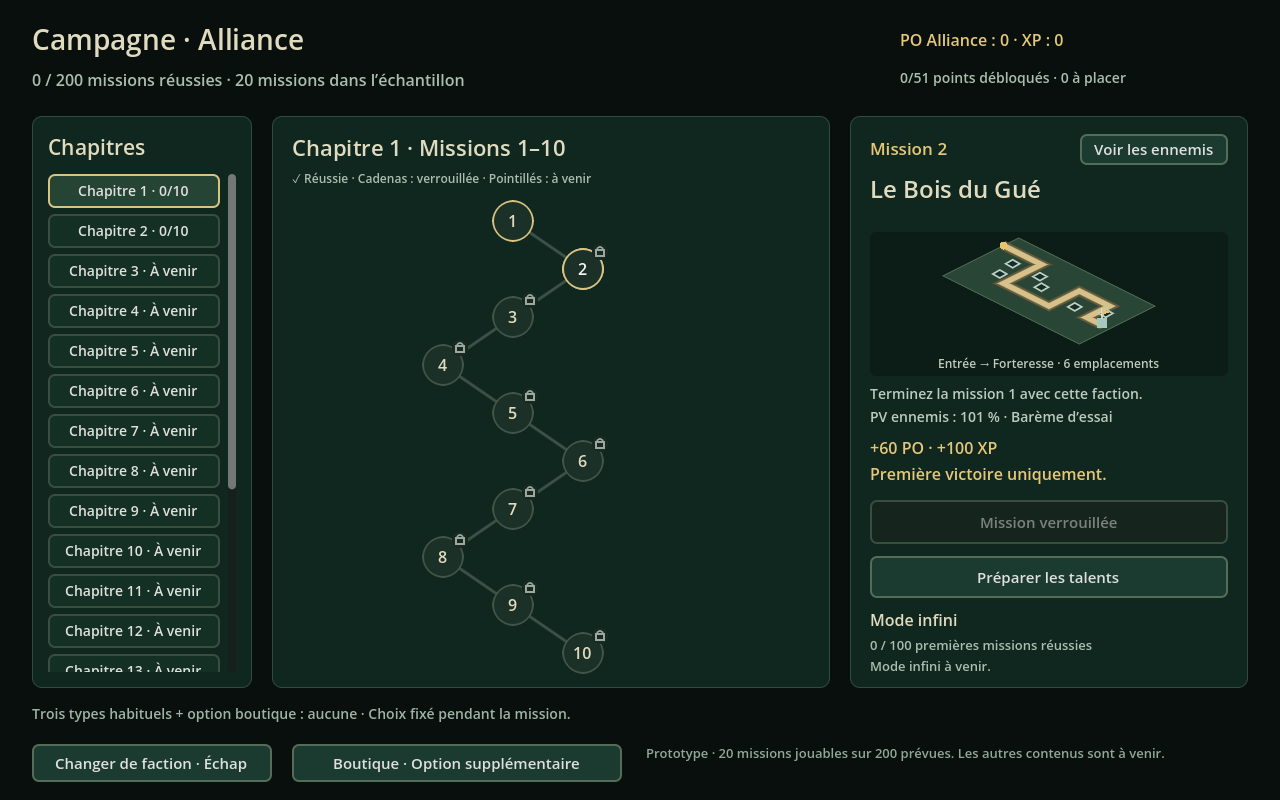 Campagne · Alliance
0 / 200 missions réussies · 20 missions dans l’échantillon
PO Alliance : 0 · XP : 0
0/51 points débloqués · 0 à placer
Chapitres
Chapitre 1 · 0/10
Chapitre 2 · 0/10
Chapitre 3 · À venir
Chapitre 4 · À venir
Chapitre 5 · À venir
Chapitre 6 · À venir
Chapitre 7 · À venir
Chapitre 8 · À venir
Chapitre 9 · À venir
Chapitre 10 · À venir
Chapitre 11 · À venir
Chapitre 12 · À venir
Chapitre 13 · À venir
Chapitre 1 · Missions 1–10
✓ Réussie · Cadenas : verrouillée · Pointillés : à venir
1
2
3
4
5
6
7
8
9
10
Mission 2
Voir les ennemis
Le Bois du Gué
Entrée → Forteresse · 6 emplacements
Terminez la mission 1 avec cette faction.
PV ennemis : 101 % · Barème d’essai
+60 PO · +100 XP
Première victoire uniquement.
Mission verrouillée
Préparer les talents
Mode infini
0 / 100 premières missions réussies
Mode infini à venir.
Trois types habituels + option boutique : aucune · Choix fixé pendant la mission.
Changer de faction · Échap
Boutique · Option supplémentaire
Prototype · 20 missions jouables sur 200 prévues. Les autres contenus sont à venir.